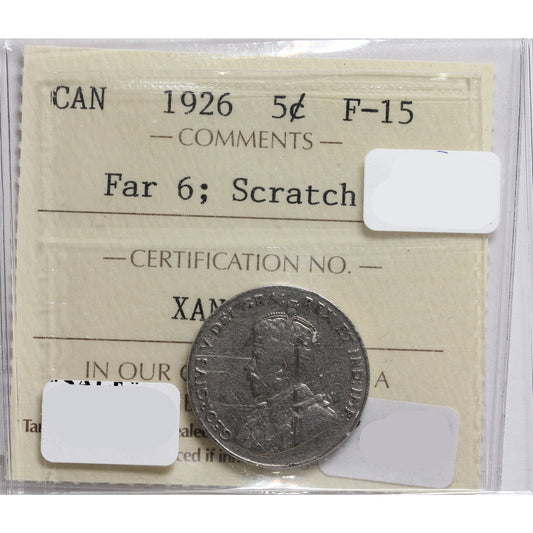 CAN 1926 5¢ F-15
— COMMENTS —
Far 6; Scratch
— CERTIFICATION NO. —
XAN
IN OUR
A
GEORGIVS V DEI GRA: REX ET IND:IMP: